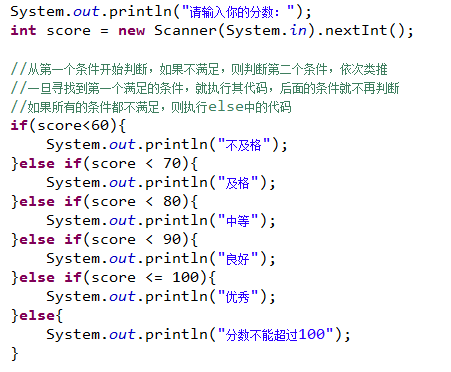 System.out.println("请输入你的分数：");
int score = new Scanner(System.in).nextInt();
//从第一个条件开始判断，如果不满足，则判断第二个条件，依次类推
//一旦寻找到第一个满足的条件，就执行其代码，后面的条件就不再判断
//如果所有的条件都不满足，则执行else中的代码
if(score<60){
    System.out.println("不及格");
}else if(score < 70){
    System.out.println("及格");
}else if(score < 80){
    System.out.println("中等");
}else if(score < 90){
    System.out.println("良好");
}else if(score <= 100){
    System.out.println("优秀");
}else{
    System.out.println("分数不能超过100");
}